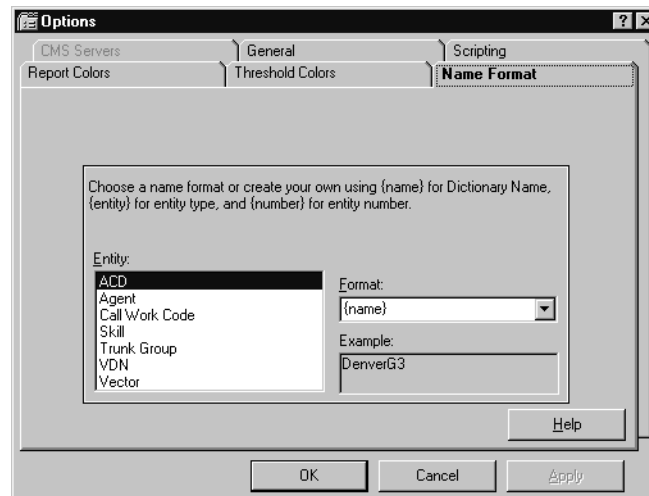 Options
CMS Servers
General
Scripting
Report Colors
Threshold Colors
Name Format
Choose a name format or create your own using {name} for Dictionary Name,
{entity} for entity type, and {number} for entity number.
Entity:
ACD
Agent
Call Work Code
Skill
Trunk Group
VDN
Vector
Format:
{name}
Example:
DenverG3
Help
OK
Cancel
Apply